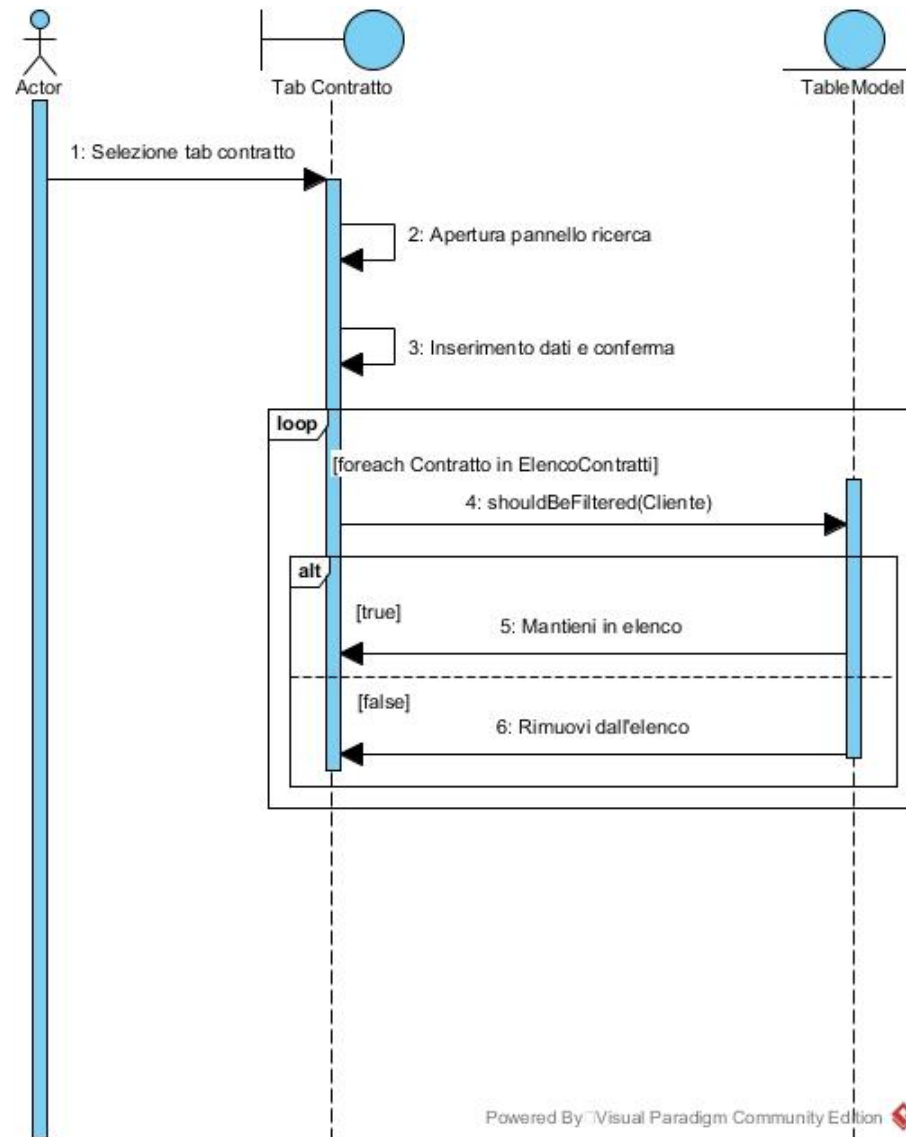 Actor
Tab Contratto
TableModel
1: Selezione tab contratto
2: Apertura pannello ricerca
3: Inserimento dati e conferma
loop
[foreach Contratto in ElencoContratti]
4: shouldBeFiltered(Cliente)
alt
[true]
5: Mantieni in elenco
[false]
6: Rimuovi dall'elenco
Powered By Visual Paradigm Community Edition